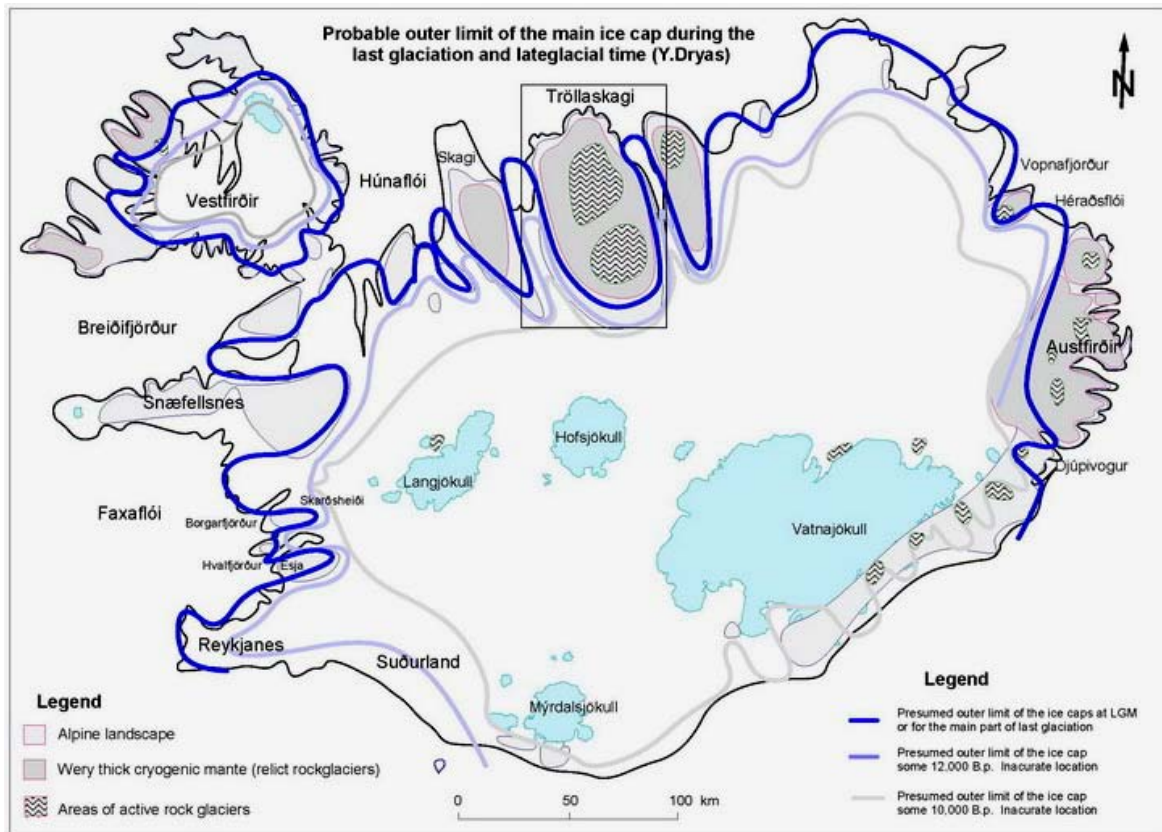 Probable outer limit of the main ice cap during the
last glaciation and lateglacial time (Y.Dryas)
N
Tröllaskagi
Skagi
Húnaflói
Vestfirðir
Vopnafjörður
Héraðsflói
Breiðifjörður
Austfirðir
Snæfellsnes
Hofsjökull
Langjökull
Djúpivogur
Skarðsheiði
Faxaflói
Borgarfjörður
Vatnajökull
Hvalfjörður
Esja
Reykjanes
Suðurland
Mýrdalsjökull
Legend
Alpine landscape
Wery thick cryogenic mante (relict rockglaciers)
Areas of active rock glaciers
0 50 100 km
Legend
Presumed outer limit of the ice caps at LGM
or for the main part of last glaciation
Presumed outer limit of the ice cap
some 12,000 B.p. Inacurate location
Presumed outer limit of the ice cap
some 10,000 B.p. Inacurate location